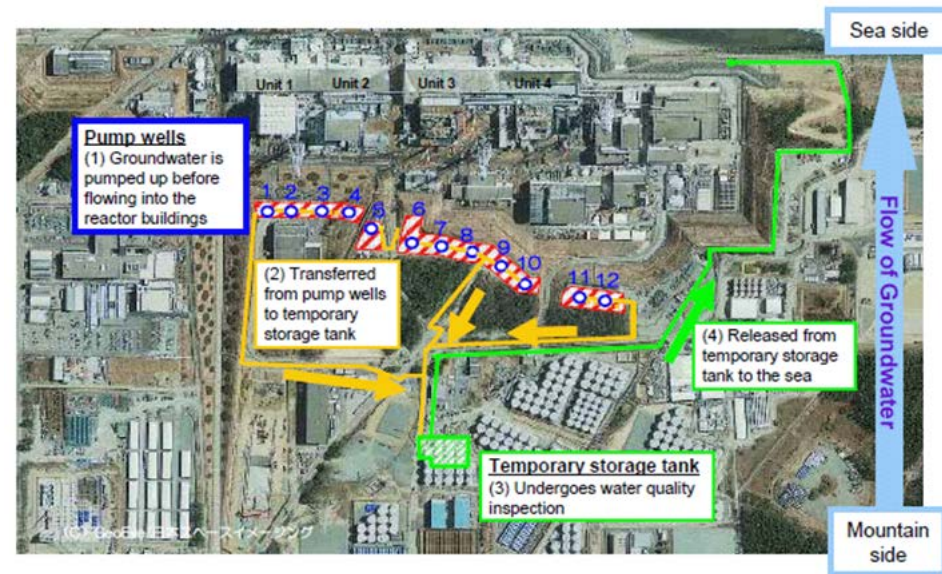 Sea side
Unit 1
Unit 2
Unit 3
Unit 4
Pump wells
(1) Groundwater is
pumped up before
flowing into the
reactor buildings
1 2 3 4
5
6
7
8
9
10
11 12
(2) Transferred
from pump wells
to temporary
storage tank
Flow of Groundwater
(4) Released from
temporary storage
tank to the sea
Temporary storage tank
(3) Undergoes water quality
inspection
Mountain
side